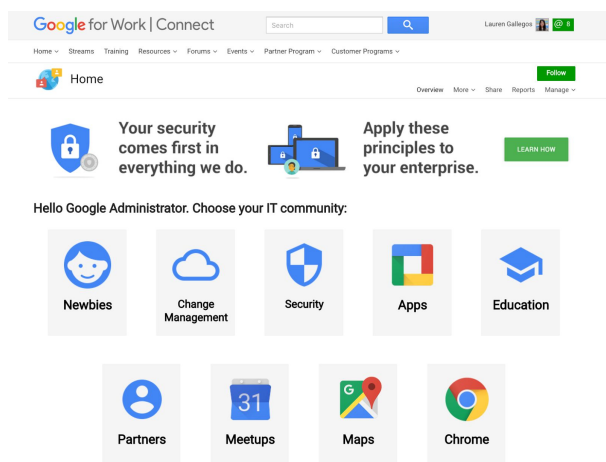 Google for Work | Connect
Search
Lauren Gallegos
@ 8
Home
Streams
Training
Resources
Forums
Events
Partner Program
Customer Programs
Home
Follow
Overview
More
Share
Reports
Manage
Your security
comes first in
everything we do.
Apply these
principles to
your enterprise.
LEARN HOW
Hello Google Administrator. Choose your IT community:
Newbies
Change
Management
Security
Apps
Education
31
G
Partners
Meetups
Maps
Chrome